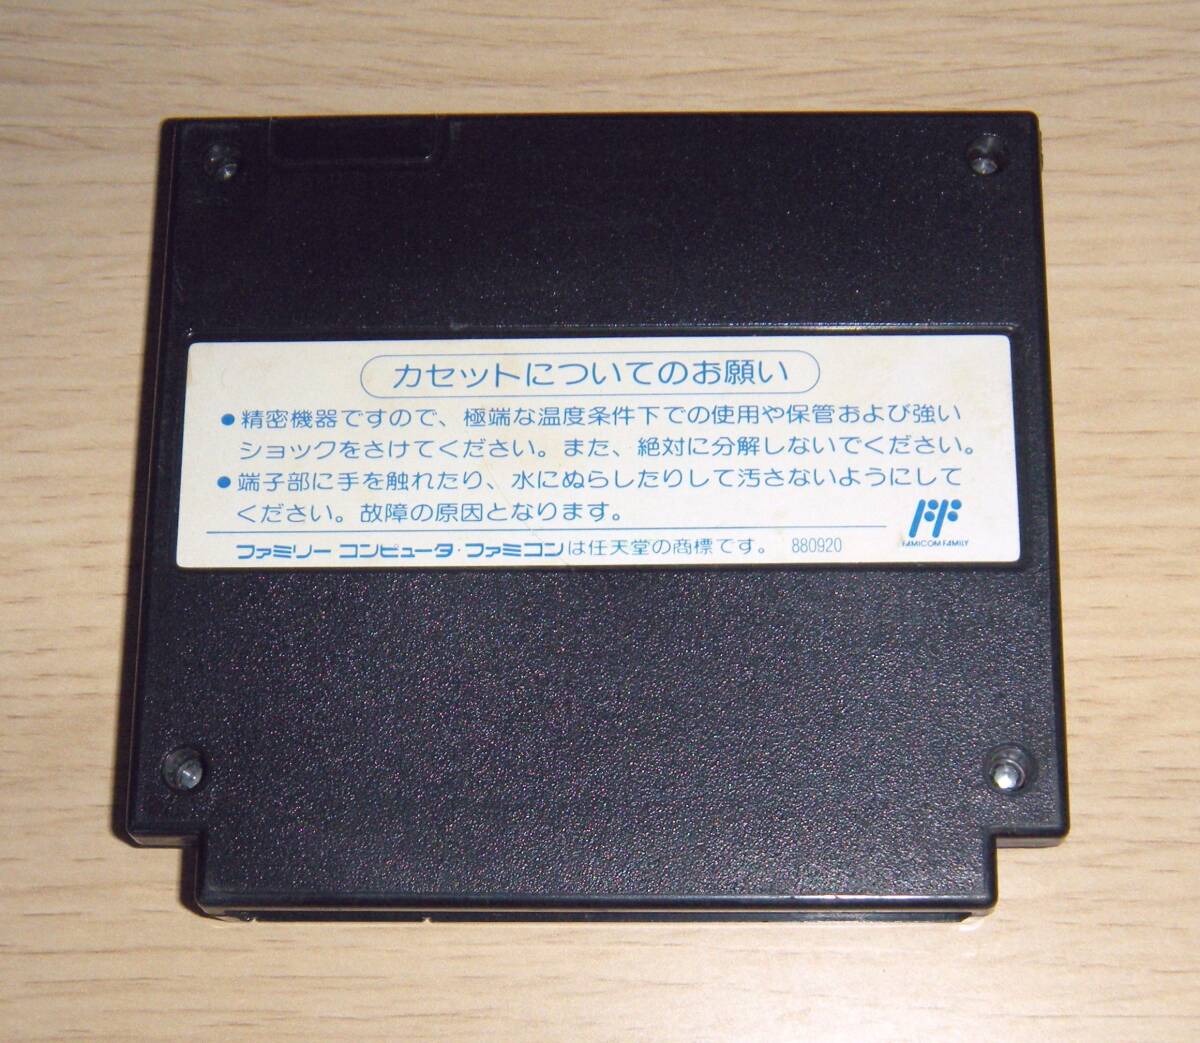 カセットについてのお願い
●精密機器ですので、極端な温度条件下での使用や保管および強い
ショックをさけてください。また、絶対に分解しないでください。
●端子部に手を触れたり、水にぬらしたりして汚さないようにして
ください。故障の原因となります。
FAMICOM FAMILY
ファミリー コンピュータ・ファミコンは任天堂の商標です。 880920